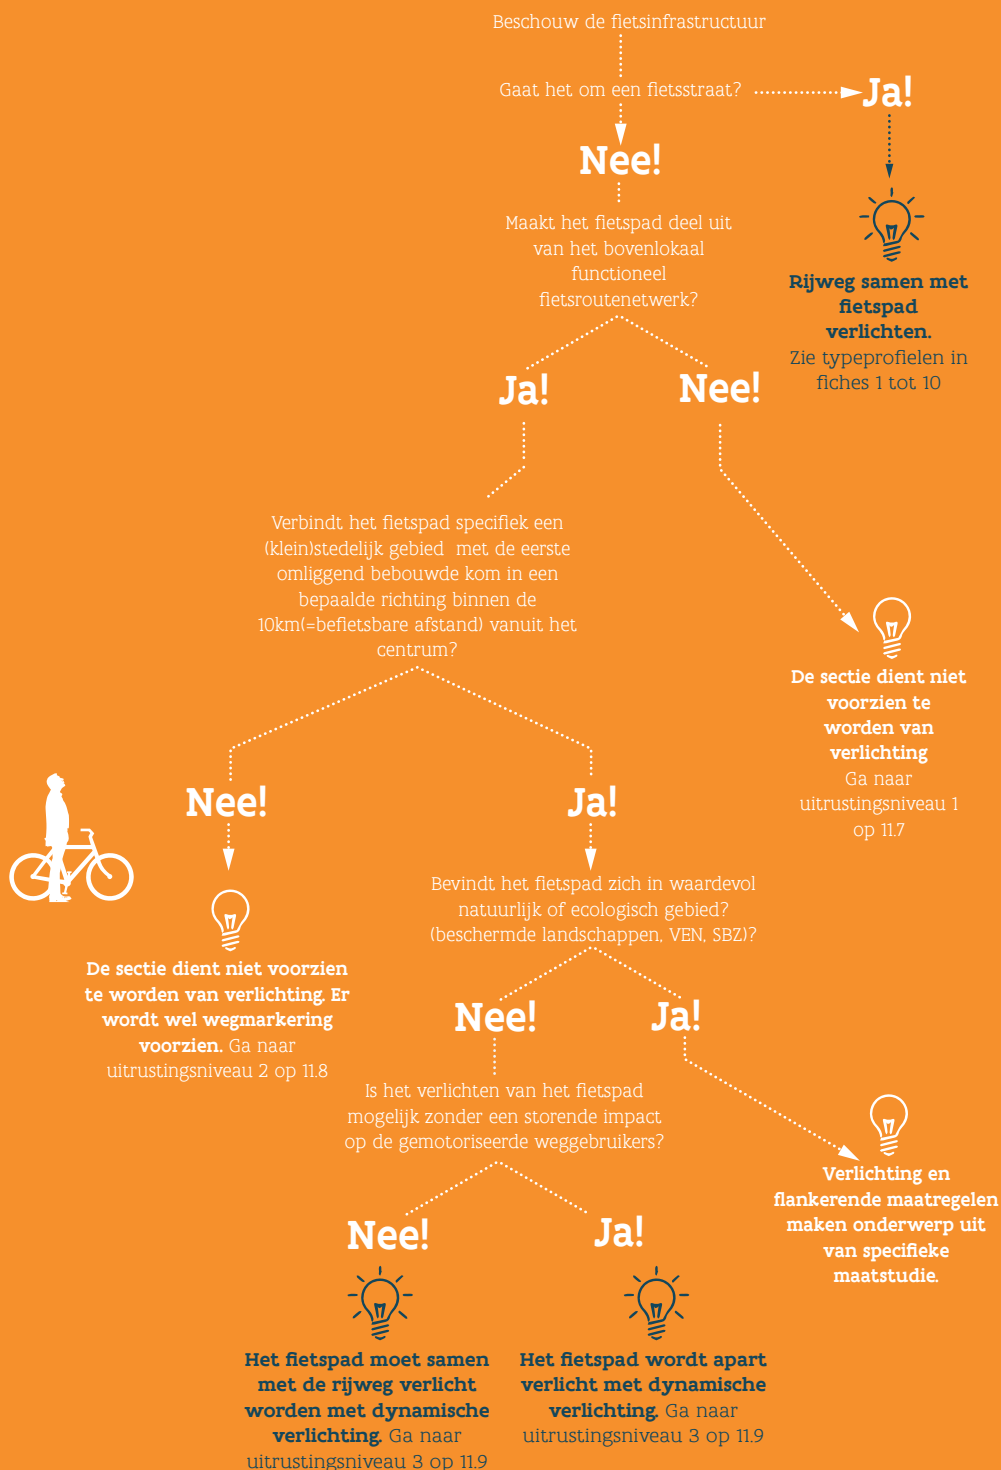 Beschouw de fietsinfrastructuur
Gaat het om een fietsstraat?
Ja!
Nee!
Rijweg samen met
fietspad
verlichten.
Zie typeprofielen in
fiches 1 tot 10
Maakt het fietspad deel uit
van het bovenlokaal
functioneel
fietsroutenetwerk?
Ja!
Nee!
Verbindt het fietspad specifiek een
(klein)stedelijk gebied met de eerste
omliggend bebouwde kom in een
bepaalde richting binnen de
10km(=befietsbare afstand) vanuit het
centrum?
De sectie dient niet
voorzien te
worden van
verlichting
Ga naar
uitrustingsniveau 1
op 11.7
Nee!
Ja!
De sectie dient niet voorzien
te worden van verlichting. Er
wordt wel wegmarkering
voorzien. Ga naar
uitrustingsniveau 2 op 11.8
Bevindt het fietspad zich in waardevol
natuurlijk of ecologisch gebied?
(beschermde landschappen, VEN, SBZ)?
Nee!
Ja!
Is het verlichten van het fietspad
mogelijk zonder een storende impact
op de gemotoriseerde weggebruikers?
Verlichting en
flankerende maatregelen
maken onderwerp uit
van specifieke
maatstudie.
Nee!
Ja!
Het fietspad moet samen
met de rijweg verlicht
worden met dynamische
verlichting. Ga naar
uitrustingsniveau 3 op 11.9
Het fietspad wordt apart
verlicht met dynamische
verlichting. Ga naar
uitrustingsniveau 3 op 11.9